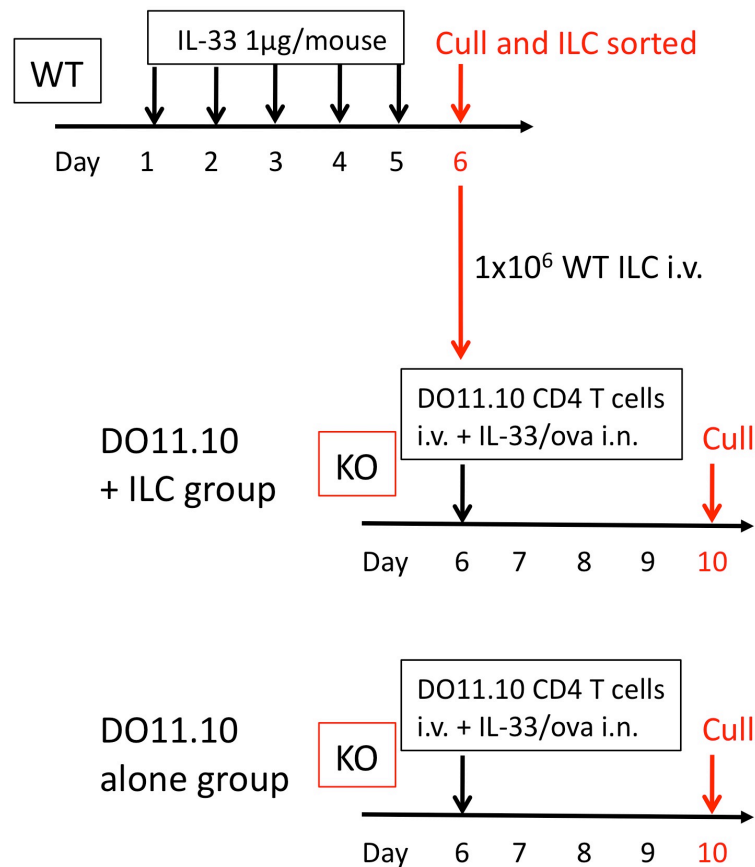 IL-33 1µg/mouse
Cull and ILC sorted
WT
Day 1 2 3 4 5 6
1x10⁶ WT ILC i.v.
DO11.10 CD4 T cells
i.v. + IL-33/ova i.n.
DO11.10
+ ILC group
KO
Cull
Day 6 7 8 9 10
DO11.10 CD4 T cells
i.v. + IL-33/ova i.n.
DO11.10
alone group
KO
Cull
Day 6 7 8 9 10